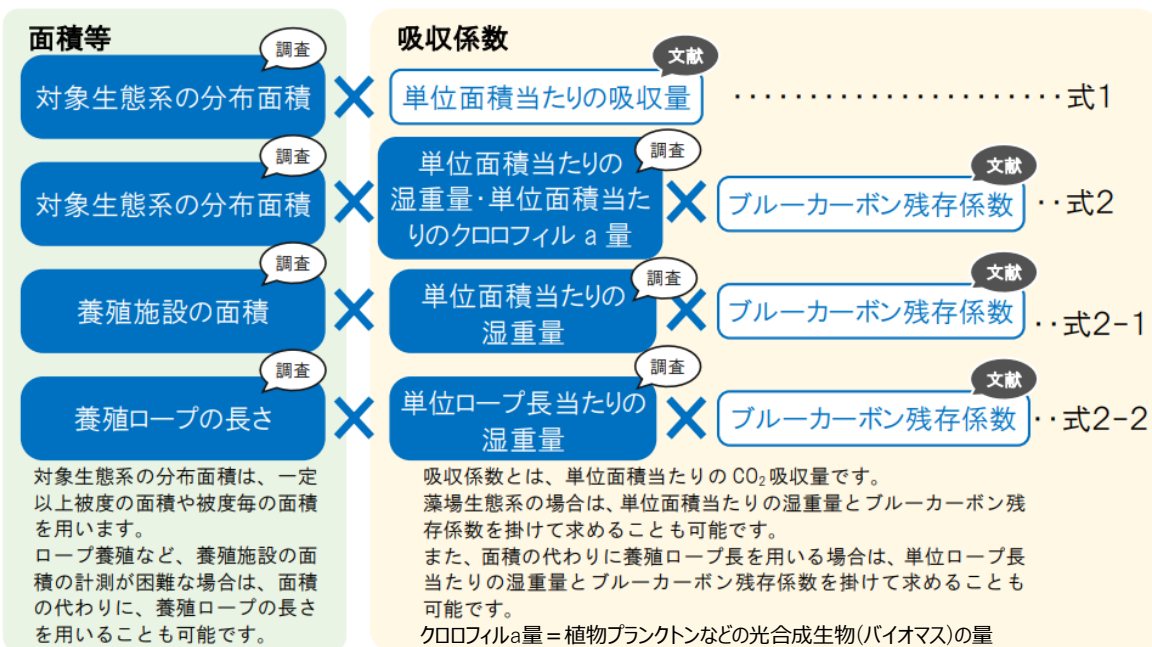 面積等
調査
対象生態系の分布面積
×
吸収係数
文献
単位面積当たりの吸収量
······················式1
調査
対象生態系の分布面積
×
調査
単位面積当たりの
湿重量・単位面積当た
りのクロロフィル a 量
×
文献
ブルーカーボン残存係数
··式2
調査
養殖施設の面積
×
調査
単位面積当たりの
湿重量
×
文献
ブルーカーボン残存係数
··式2-1
調査
養殖ロープの長さ
×
調査
単位ロープ長当たりの
湿重量
×
文献
ブルーカーボン残存係数
··式2-2
対象生態系の分布面積は、一定
以上被度の面積や被度毎の面積
を用います。
ロープ養殖など、養殖施設の面
積の計測が困難な場合は、面積
の代わりに、養殖ロープの長さ
を用いることも可能です。
吸収係数とは、単位面積当たりの CO₂吸収量です。
藻場生態系の場合は、単位面積当たりの湿重量とブルーカーボン残
存係数を掛けて求めることも可能です。
また、面積の代わりに養殖ロープ長を用いる場合は、単位ロープ長
当たりの湿重量とブルーカーボン残存係数を掛けて求めることも
可能です。
クロロフィルa量＝植物プランクトンなどの光合成生物(バイオマス)の量